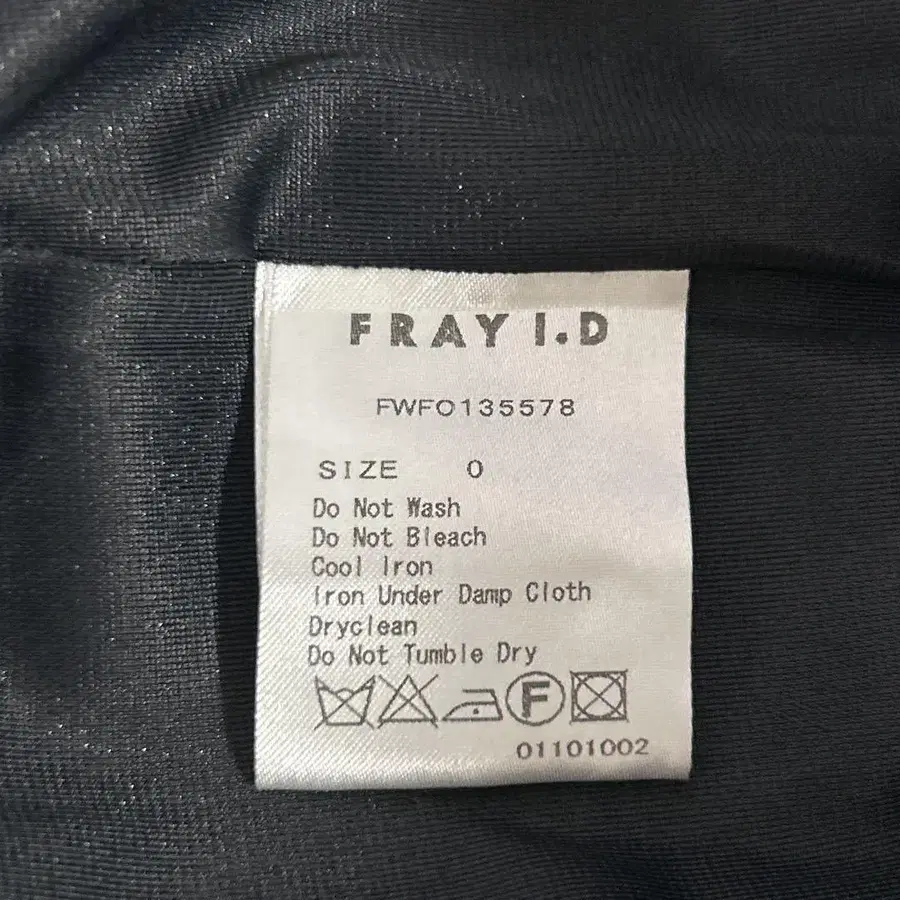 FRAY I.D
FWFO135578
SIZE 0
Do Not Wash
Do Not Bleach
Cool Iron
Iron Under Damp Cloth
Dryclean
Do Not Tumble Dry
F
01101002